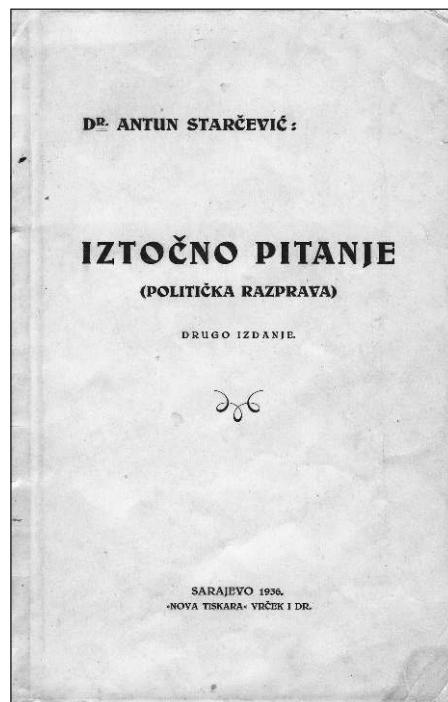 DR. ANTUN STARČEVIĆ:
IZTOČNO PITANJE
(POLITIČKA RAZPRAVA)
DRUGO IZDANJE.
SARAJEVO 1936.
»NOVA TISKARA« VRČEK I DR.